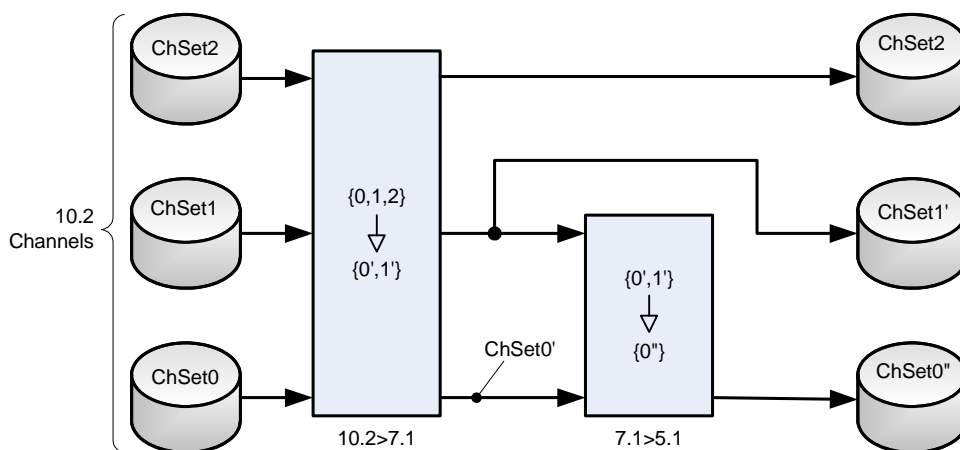 ChSet2
ChSet2
{0,1,2}
ChSet1
ChSet1'
10.2
Channels
{0',1'}
{0',1'}
ChSet0'
{0"}
ChSet0
ChSet0"
10.2>7.1
7.1>5.1